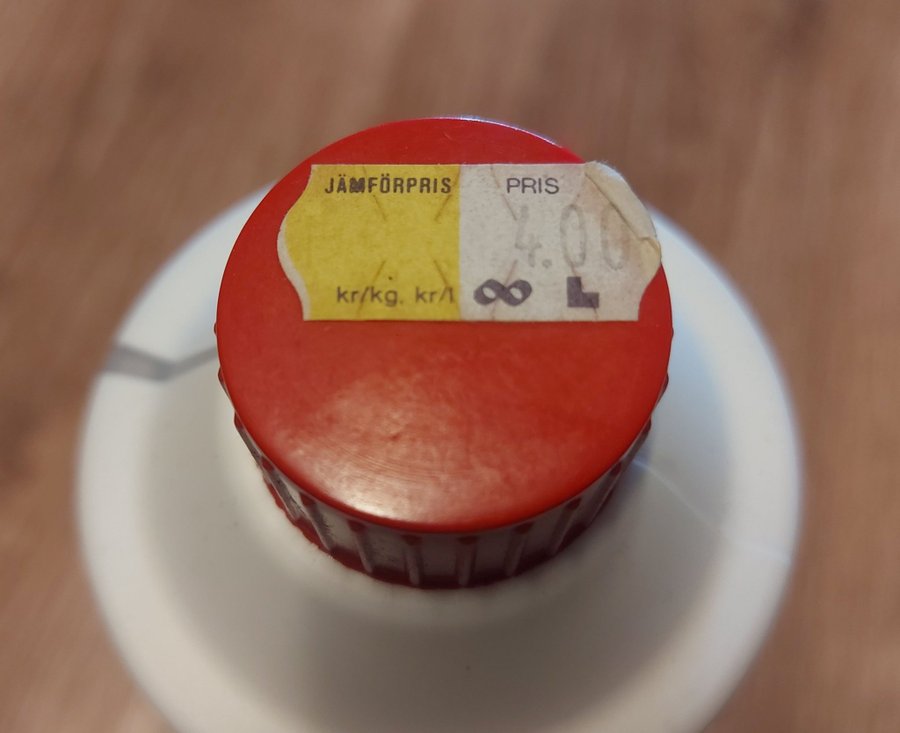 JÄMFÖRPRIS PRIS
4.00
kr/kg, kr/l ∞ L